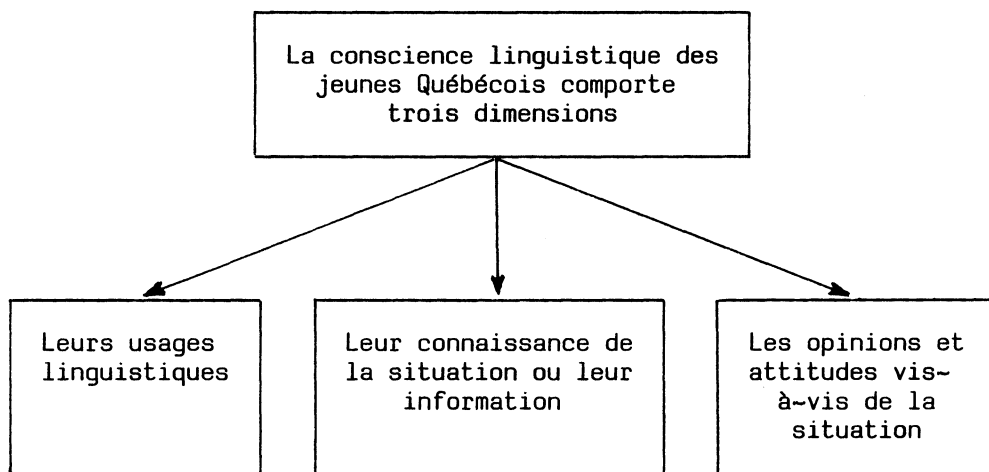 La conscience linguistique des
jeunes Québécois comporte
trois dimensions
Leurs usages
linguistiques
Leur connaissance de
la situation ou leur
information
Les opinions et
attitudes vis~
à~vis de la
situation